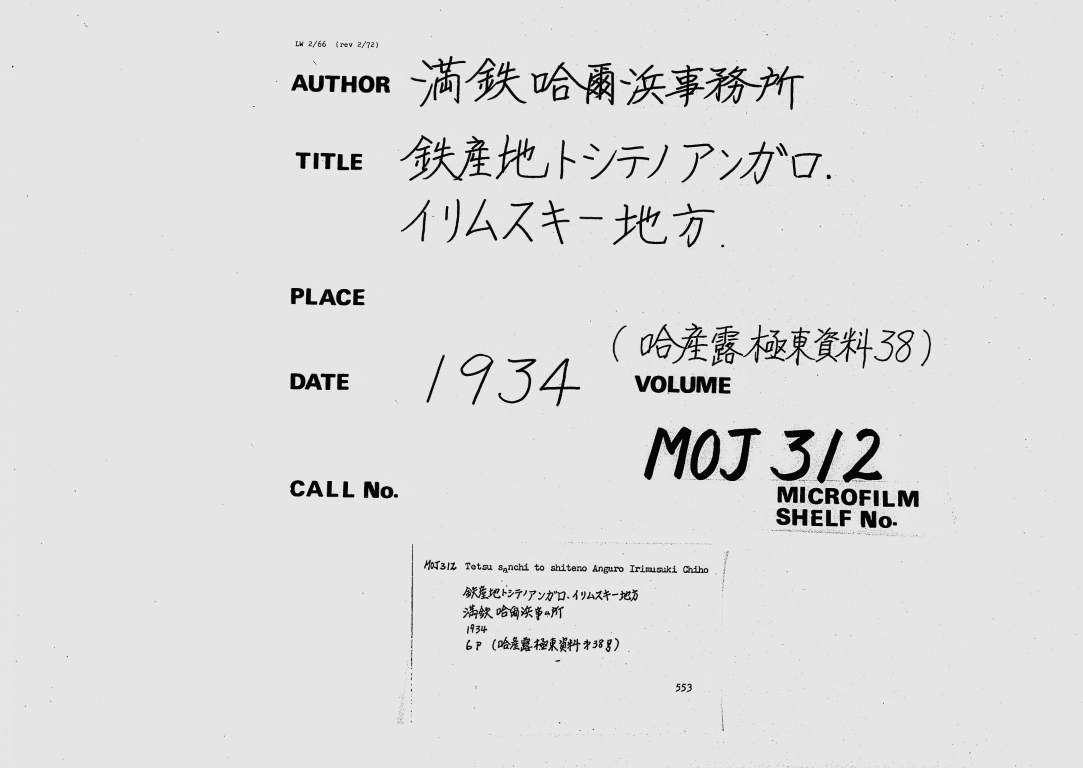 LW 2/66 (rev 2/72)
AUTHOR 満鉄哈爾浜事務所
TITLE 鉄産地トシテノアンガロ.
イリムスキー地方.
PLACE
(哈産露極東資料38)
DATE 1934 VOLUME
MOJ 312
CALL No. MICROFILM
SHELF No.
MOJ312 Tetsu sanchi to shiteno Anguro Irimusuki Chiho
鉄産地トシテノアンガロ.イリムスキー地方
満鉄 哈爾浜事ム所
1934
6P (哈産露極東資料才38号)
553